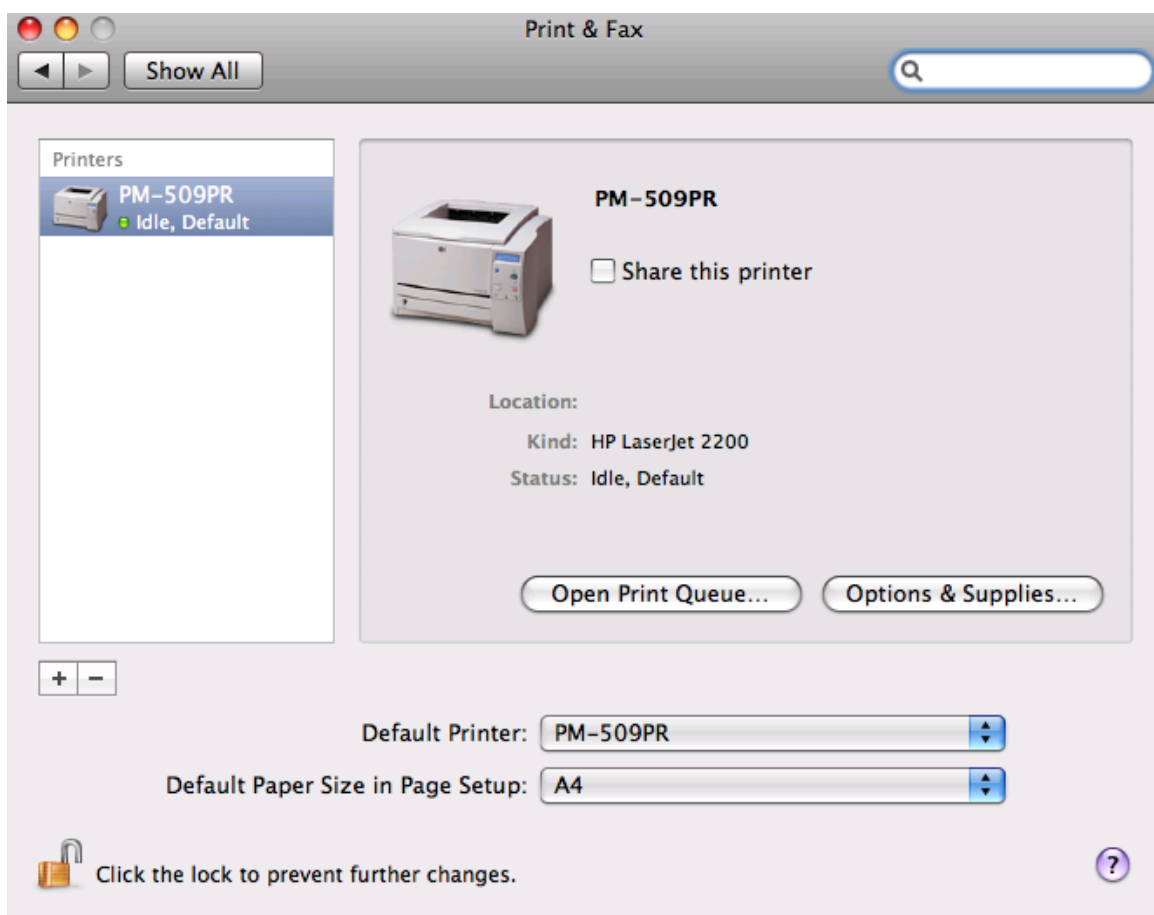 Print & Fax
Show All
Printers
PM-509PR
Idle, Default
PM-509PR
Share this printer
Location:
Kind: HP LaserJet 2200
Status: Idle, Default
Open Print Queue...
Options & Supplies...
+ −
Default Printer: PM-509PR
Default Paper Size in Page Setup: A4
Click the lock to prevent further changes.
?